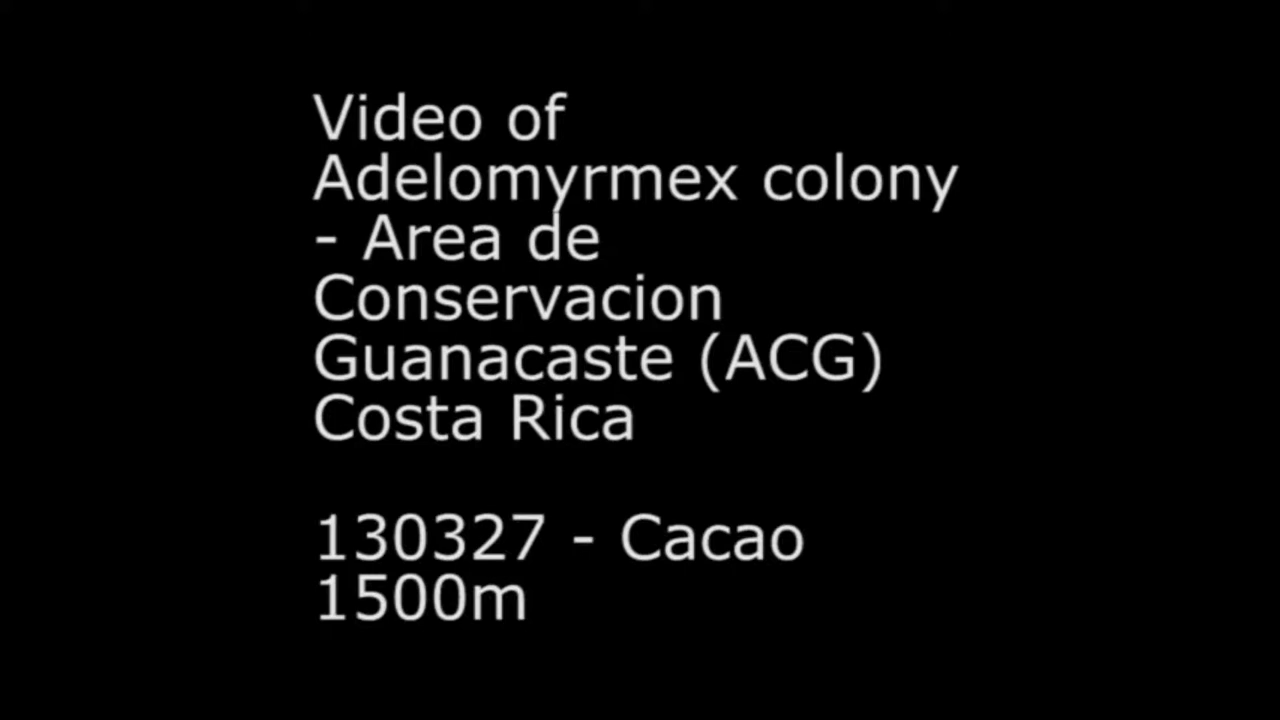 Video of
Adelomyrmex colony
- Area de
Conservacion
Guanacaste (ACG)
Costa Rica
130327 - Cacao
1500m